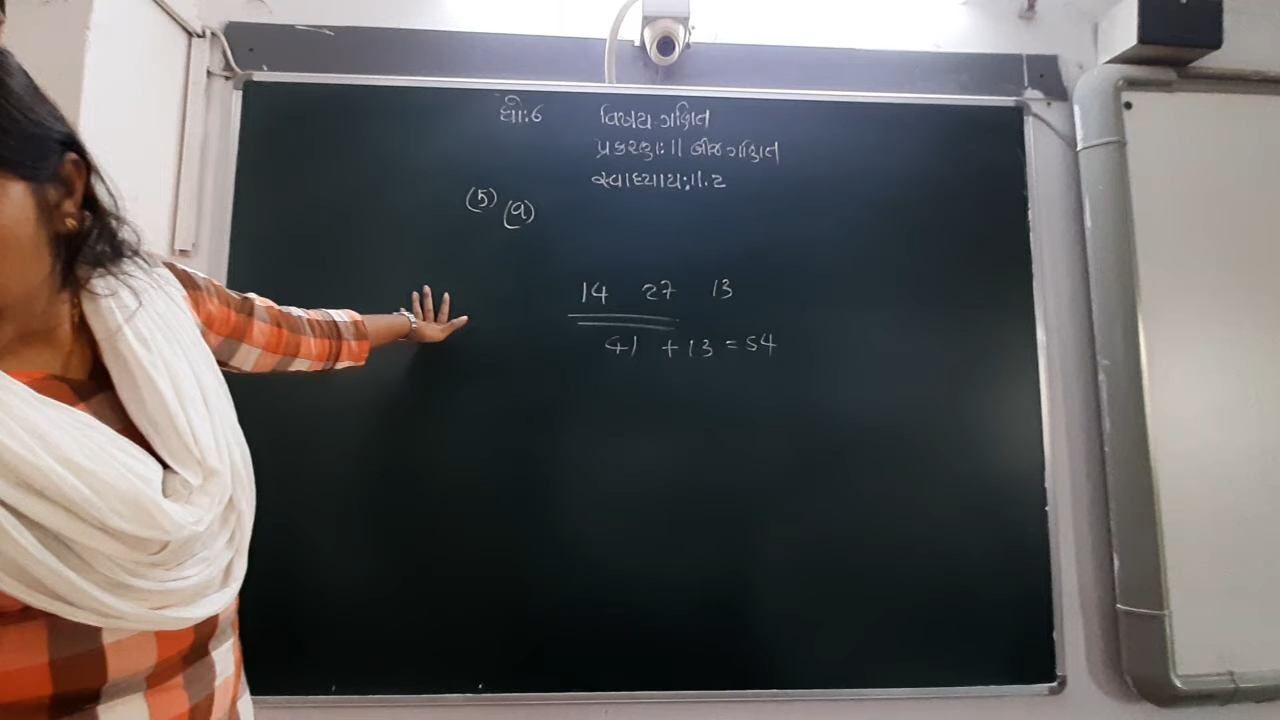 ધો:6 વિષય-ગણિત
પ્રકરણ:11 બીજગણિત
સ્વાધ્યાય:11.2
(5) (a)
14 27 13
41 +13 = 54